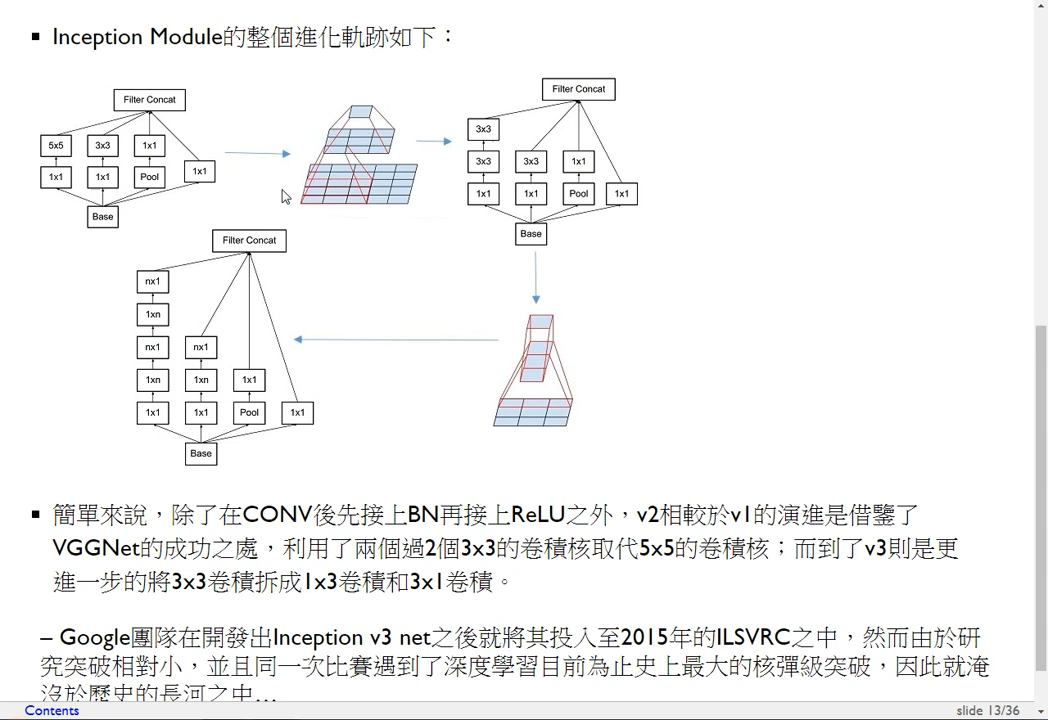 ▪ Inception Module的整個進化軌跡如下：
Filter Concat
5x5 3x3 1x1
1x1 1x1 Pool 1x1
Base
Filter Concat
3x3
3x3 3x3 1x1
1x1 1x1 Pool 1x1
Base
Filter Concat
nx1
1xn
nx1 nx1
1xn 1xn 1x1
1x1 1x1 Pool 1x1
Base
▪ 簡單來說，除了在CONV後先接上BN再接上ReLU之外，v2相較於v1的演進是借鑒了
VGGNet的成功之處，利用了兩個過2個3x3的卷積核取代5x5的卷積核；而到了v3則是更
進一步的將3x3卷積拆成1x3卷積和3x1卷積。
– Google團隊在開發出Inception v3 net之後就將其投入至2015年的ILSVRC之中，然而由於研
究突破相對小，並且同一次比賽遇到了深度學習目前為止史上最大的核彈級突破，因此就淹
沒於歷史的長河之中…
Contents slide 13/36